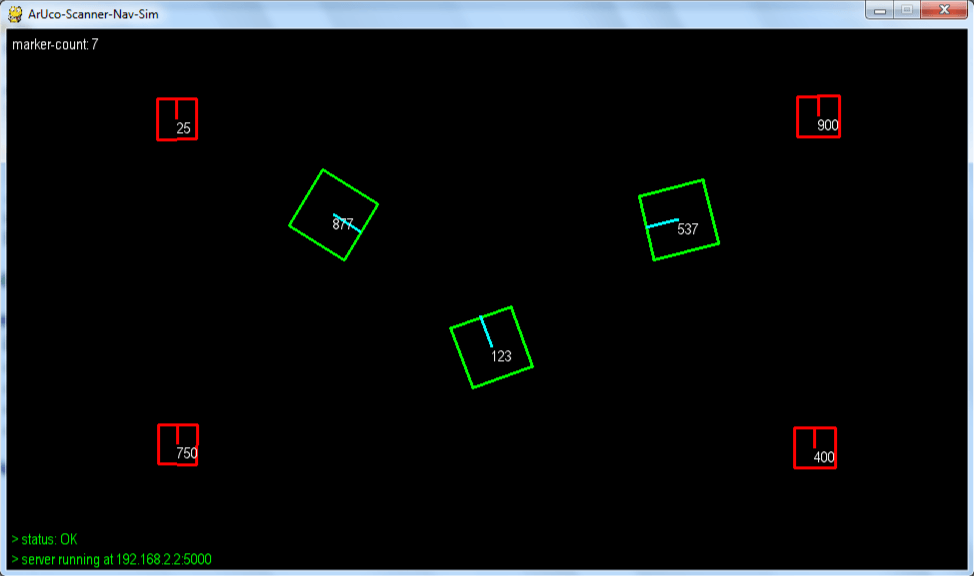 ArUco-Scanner-Nav-Sim
marker-count: 7
25
900
877
537
123
750
400
> status: OK
> server running at 192.168.2.2:5000